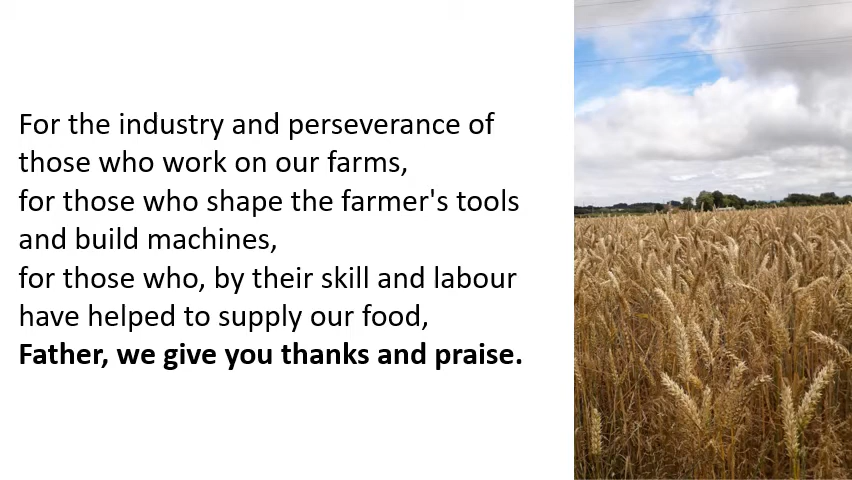 For the industry and perseverance of
those who work on our farms,
for those who shape the farmer's tools
and build machines,
for those who, by their skill and labour
have helped to supply our food,
Father, we give you thanks and praise.